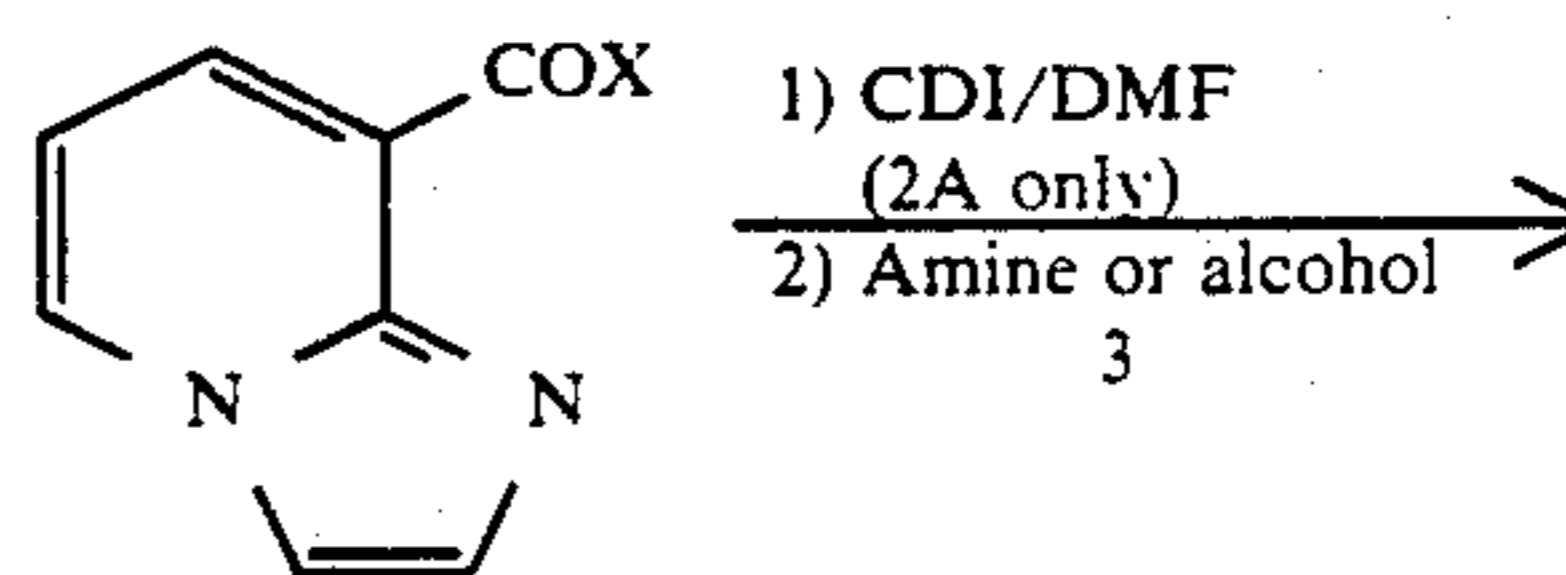 COX
1) CDI/DMF
(2A only)
2) Amine or alcohol
3
N
N